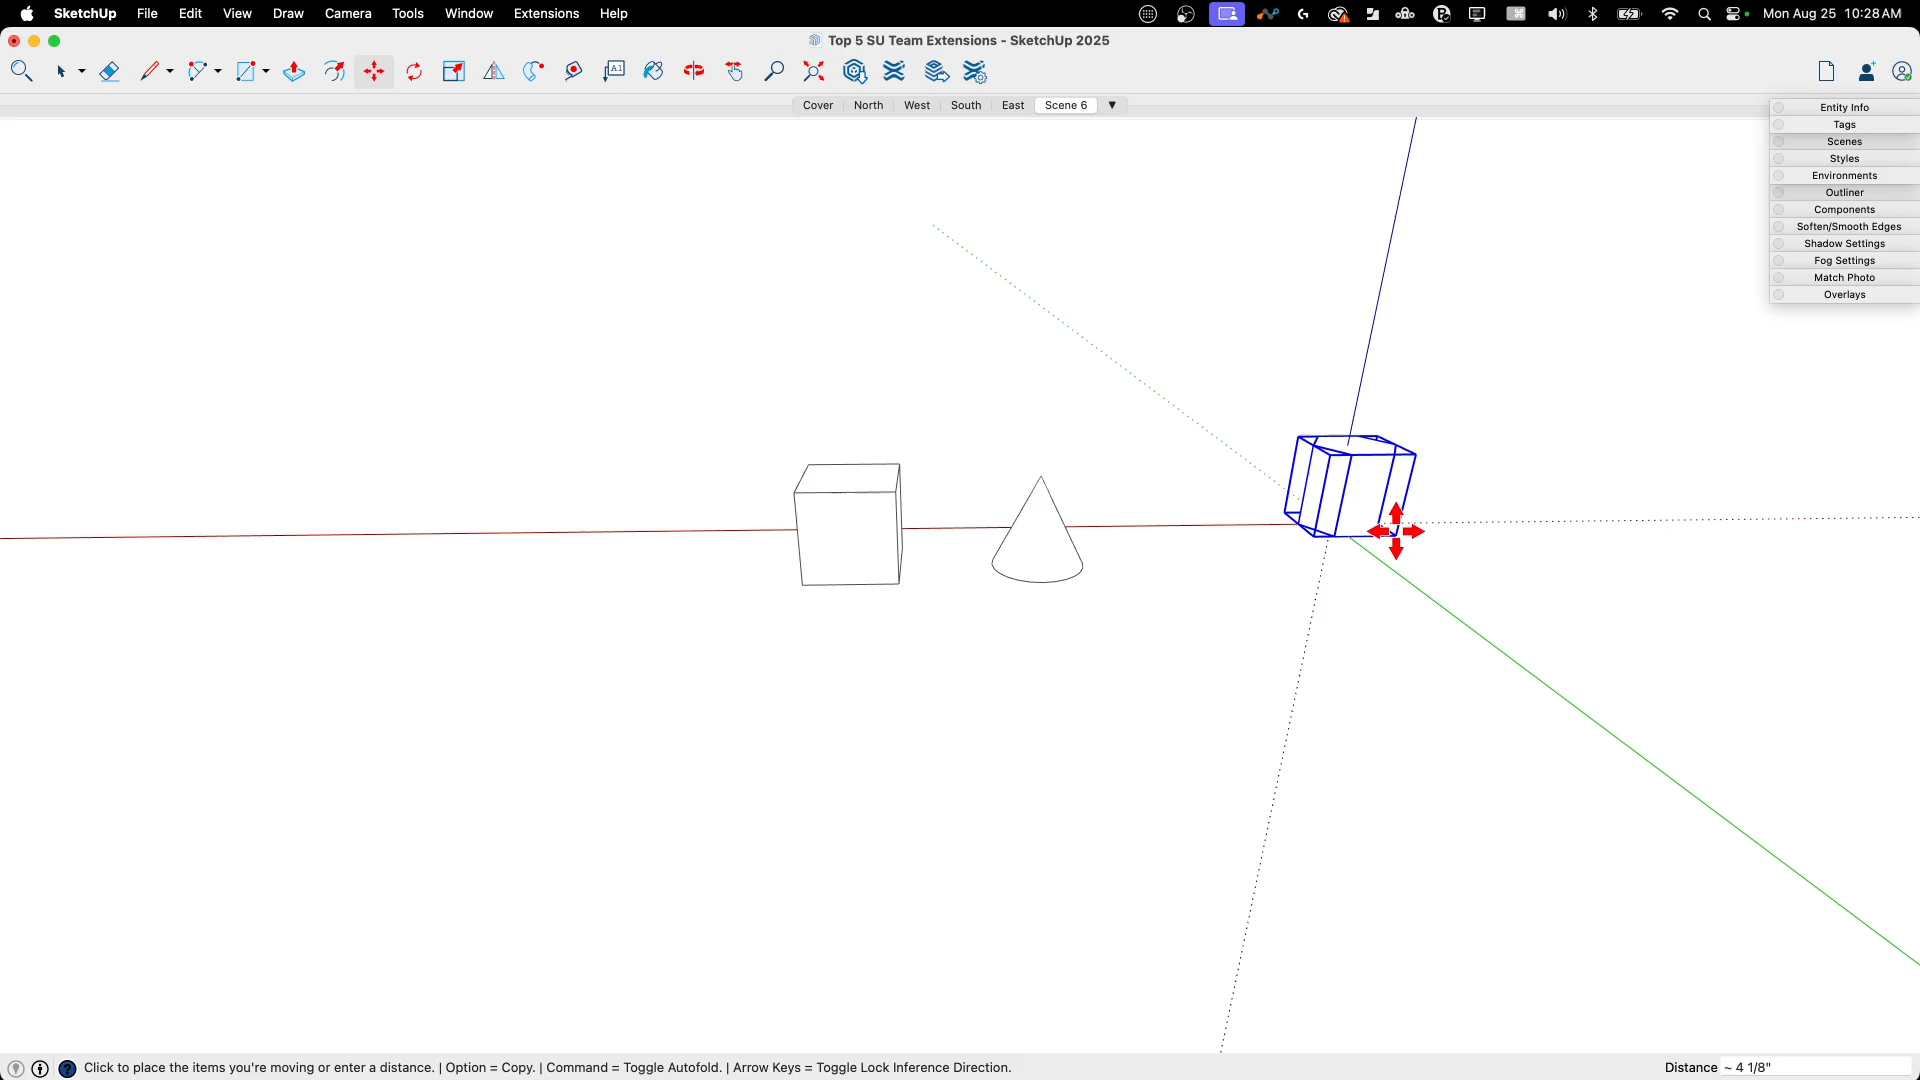 SketchUp File Edit View Draw Camera Tools Window Extensions Help Mon Aug 25 10:28 AM
Top 5 SU Team Extensions - SketchUp 2025
A1
Cover North West South East Scene 6 ▼
Entity Info
Tags
Scenes
Styles
Environments
Outliner
Components
Soften/Smooth Edges
Shadow Settings
Fog Settings
Match Photo
Overlays
Click to place the items you're moving or enter a distance. | Option = Copy. | Command = Toggle Autofold. | Arrow Keys = Toggle Lock Inference Direction. Distance ~ 4 1/8"